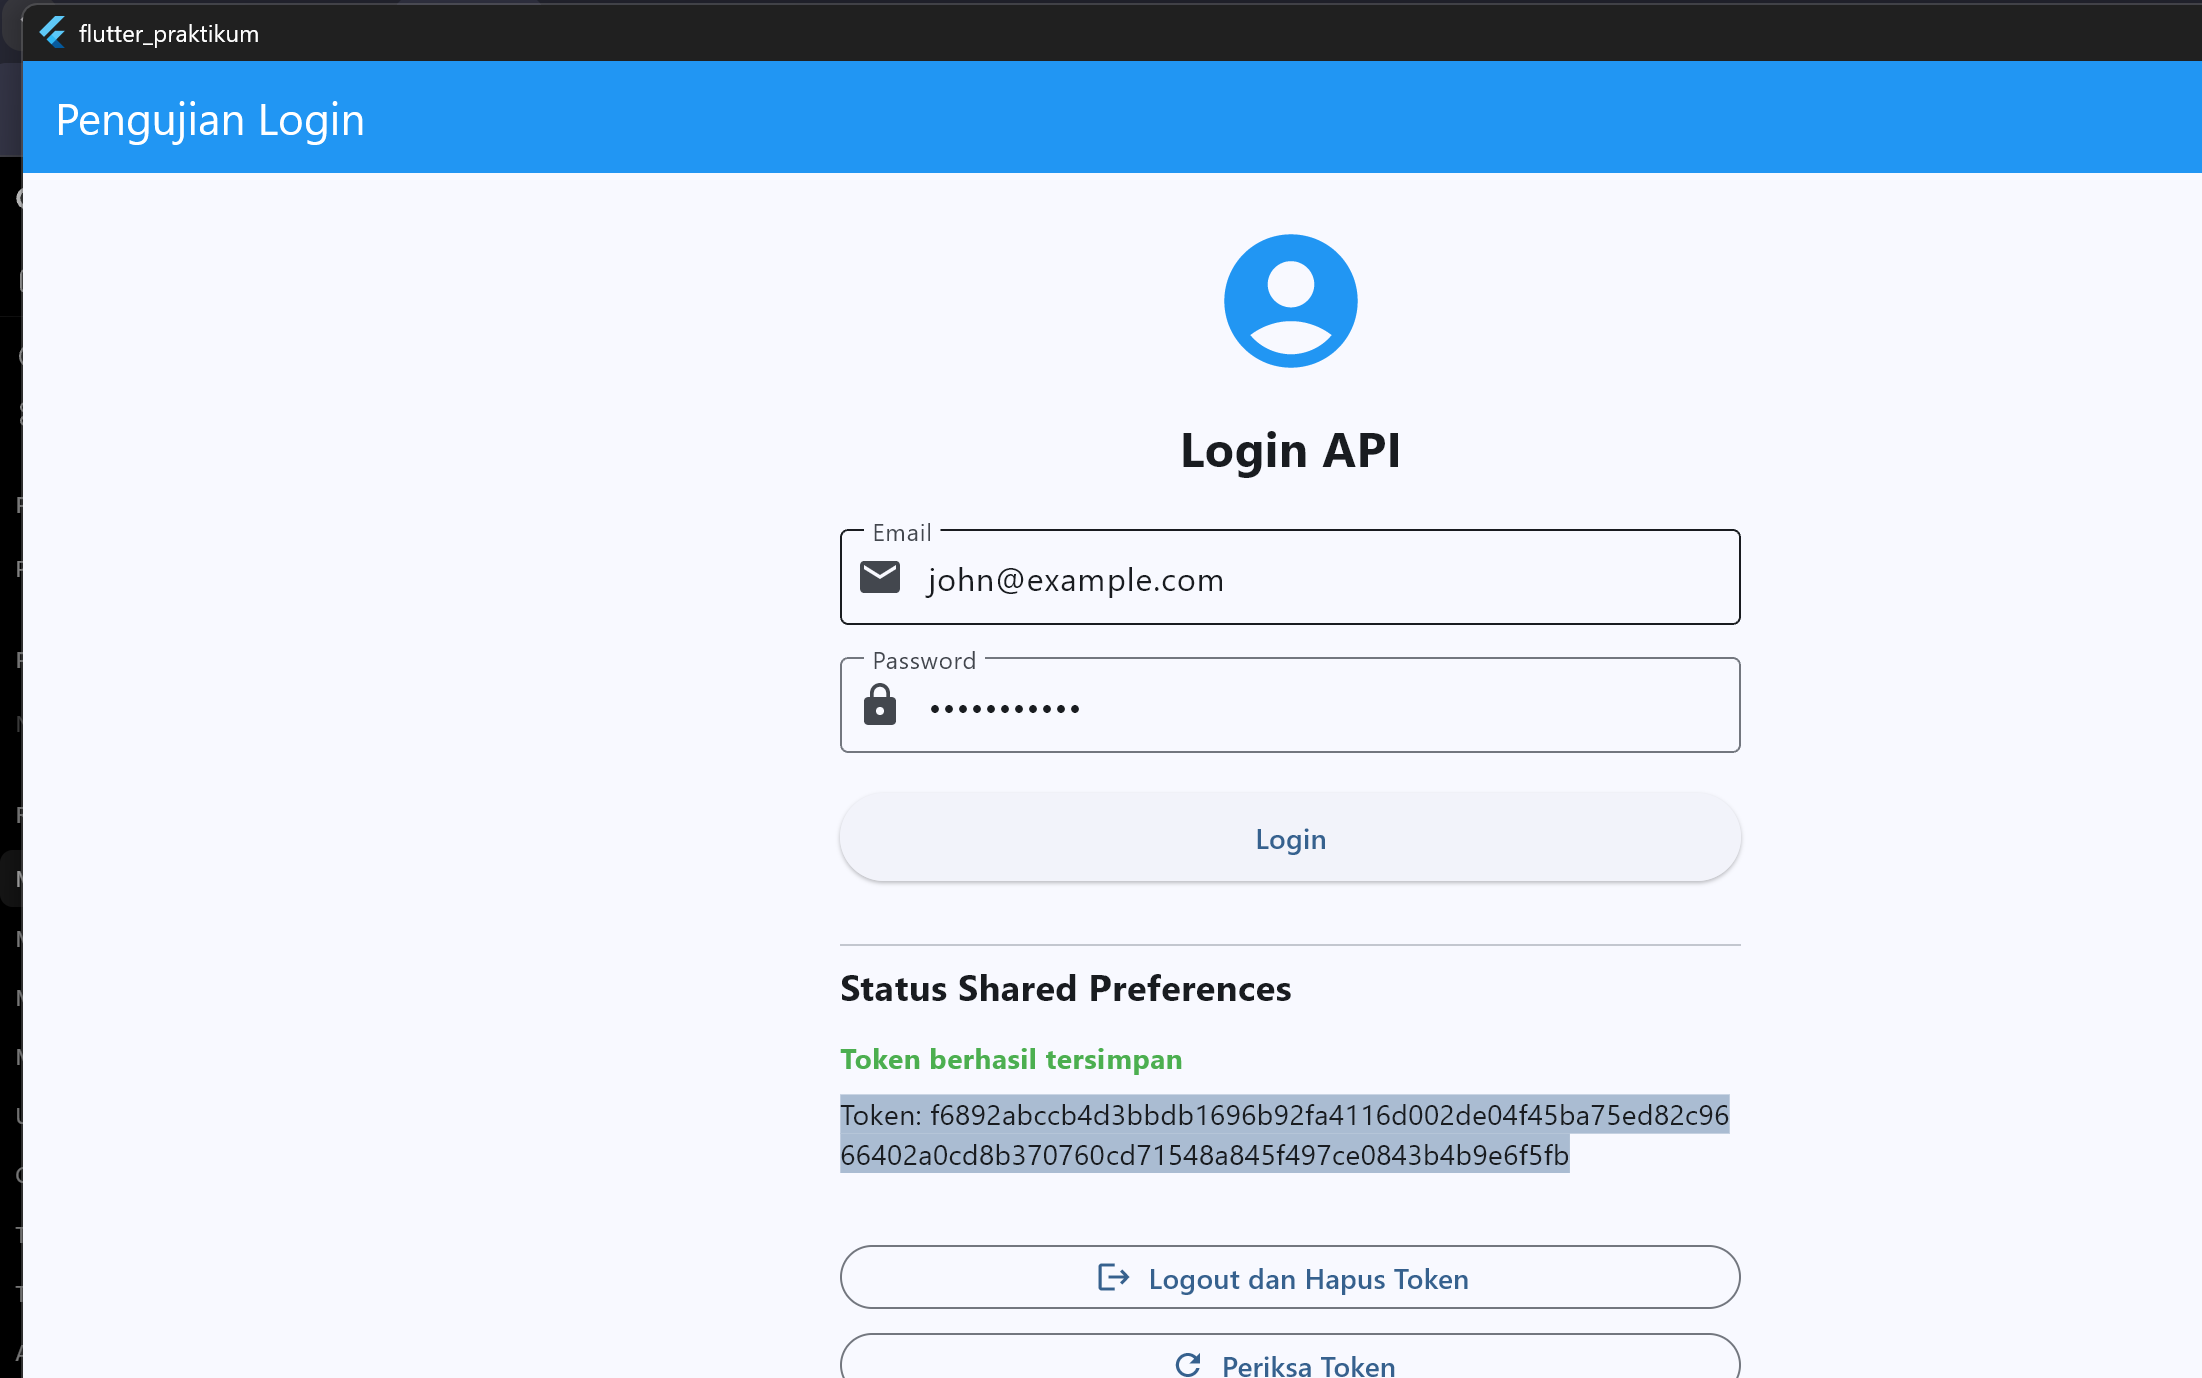 flutter_praktikum
Pengujian Login
Login API
Email
john@example.com
Password
•••••••••••
Login
Status Shared Preferences
Token berhasil tersimpan
Token: f6892abccb4d3bbdb1696b92fa4116d002de04f45ba75ed82c96
66402a0cd8b370760cd71548a845f497ce0843b4b9e6f5fb
Logout dan Hapus Token
Periksa Token